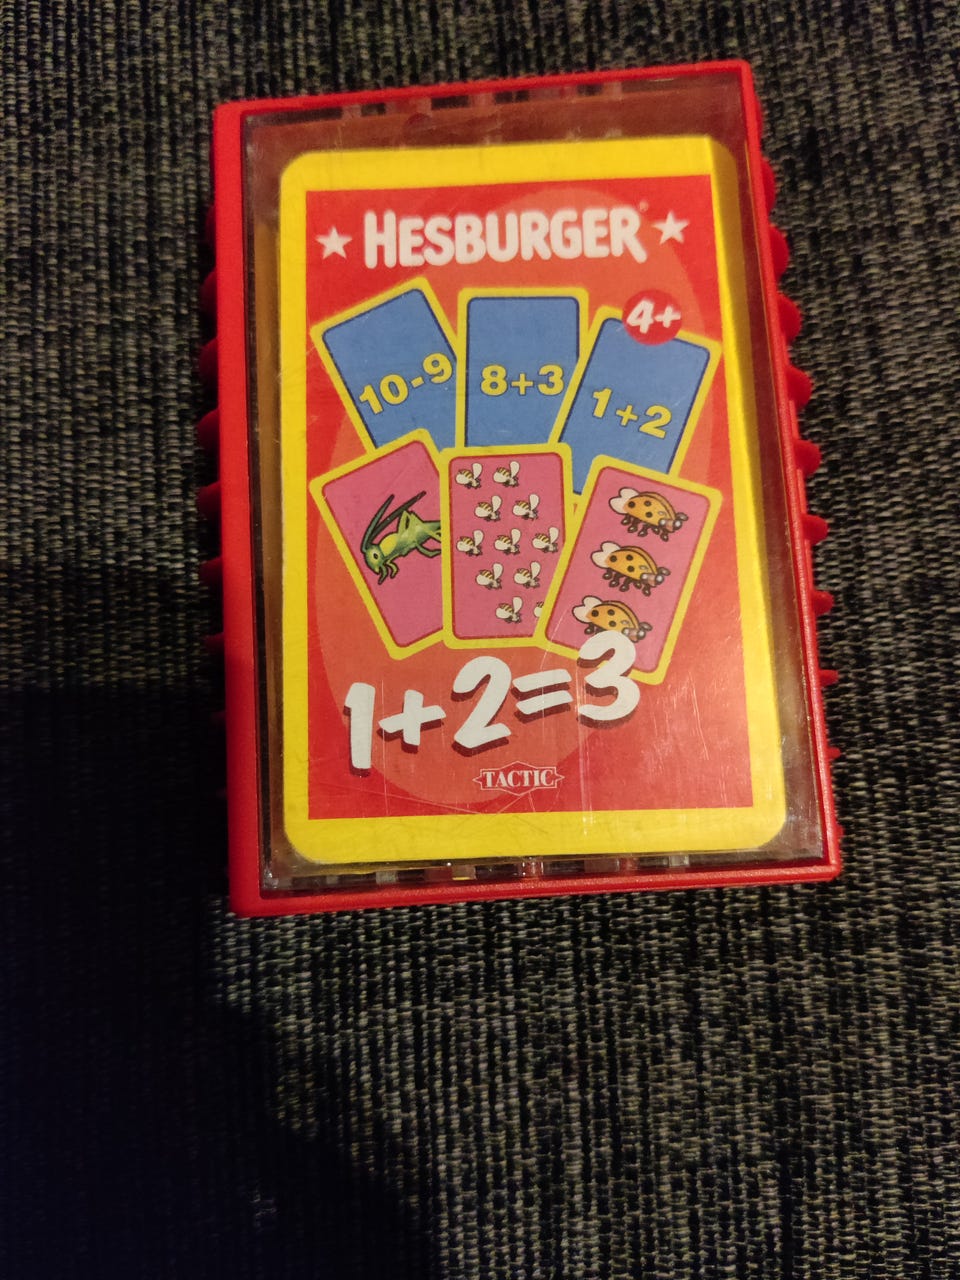 HESBURGER®
4+
10-9
8+3
1+2
1+2=3
TACTIC